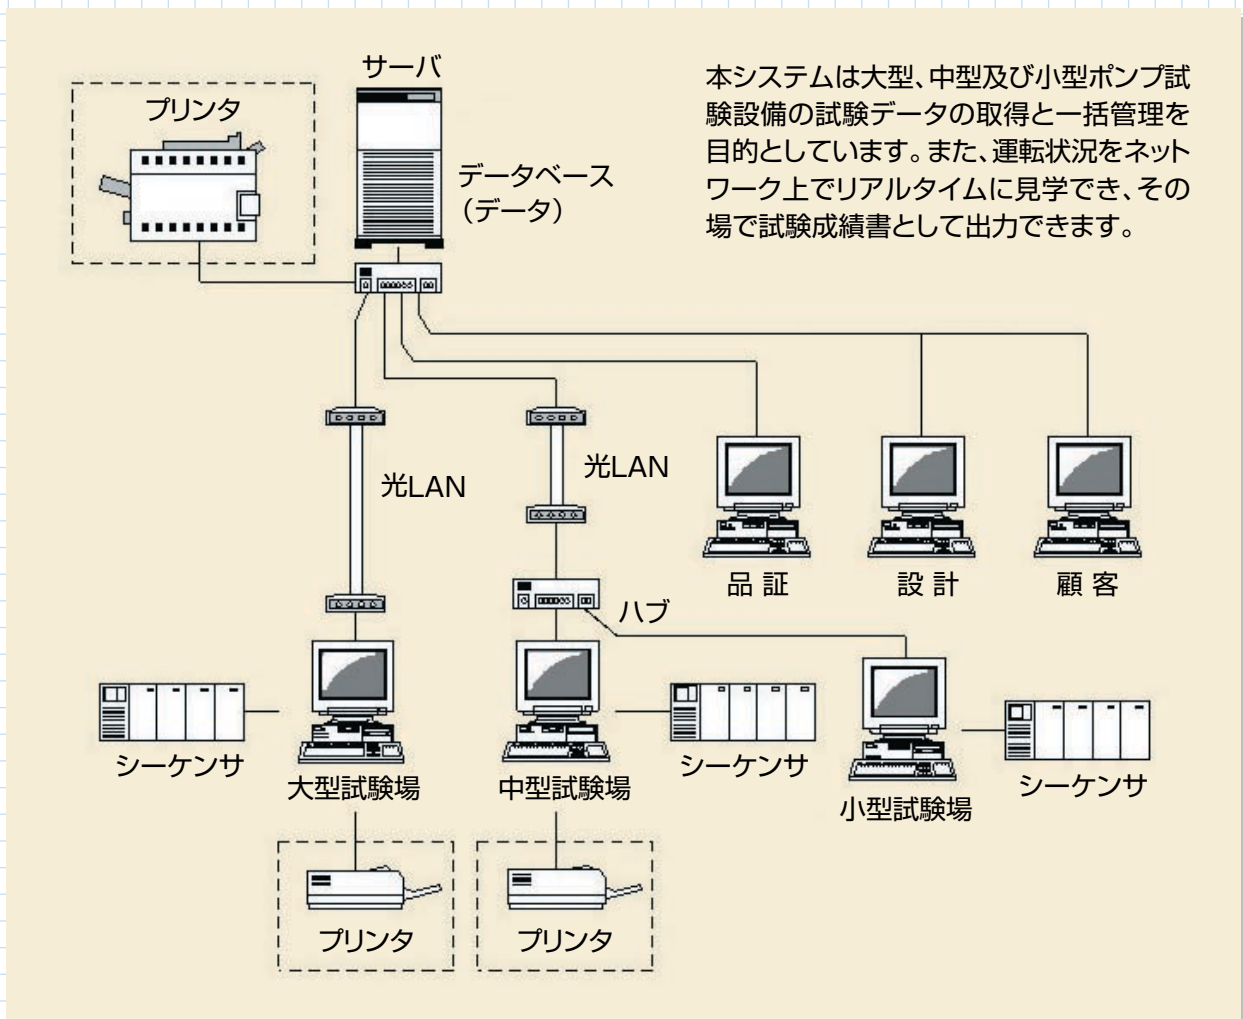 サーバ
プリンタ
データベース
（データ）
本システムは大型、中型及び小型ポンプ試
験設備の試験データの取得と一括管理を
目的としています。また、運転状況をネット
ワーク上でリアルタイムに見学でき、その
場で試験成績書として出力できます。
光LAN
光LAN
品 証
設 計
顧 客
ハブ
シーケンサ
大型試験場
中型試験場
シーケンサ
小型試験場
シーケンサ
プリンタ
プリンタ